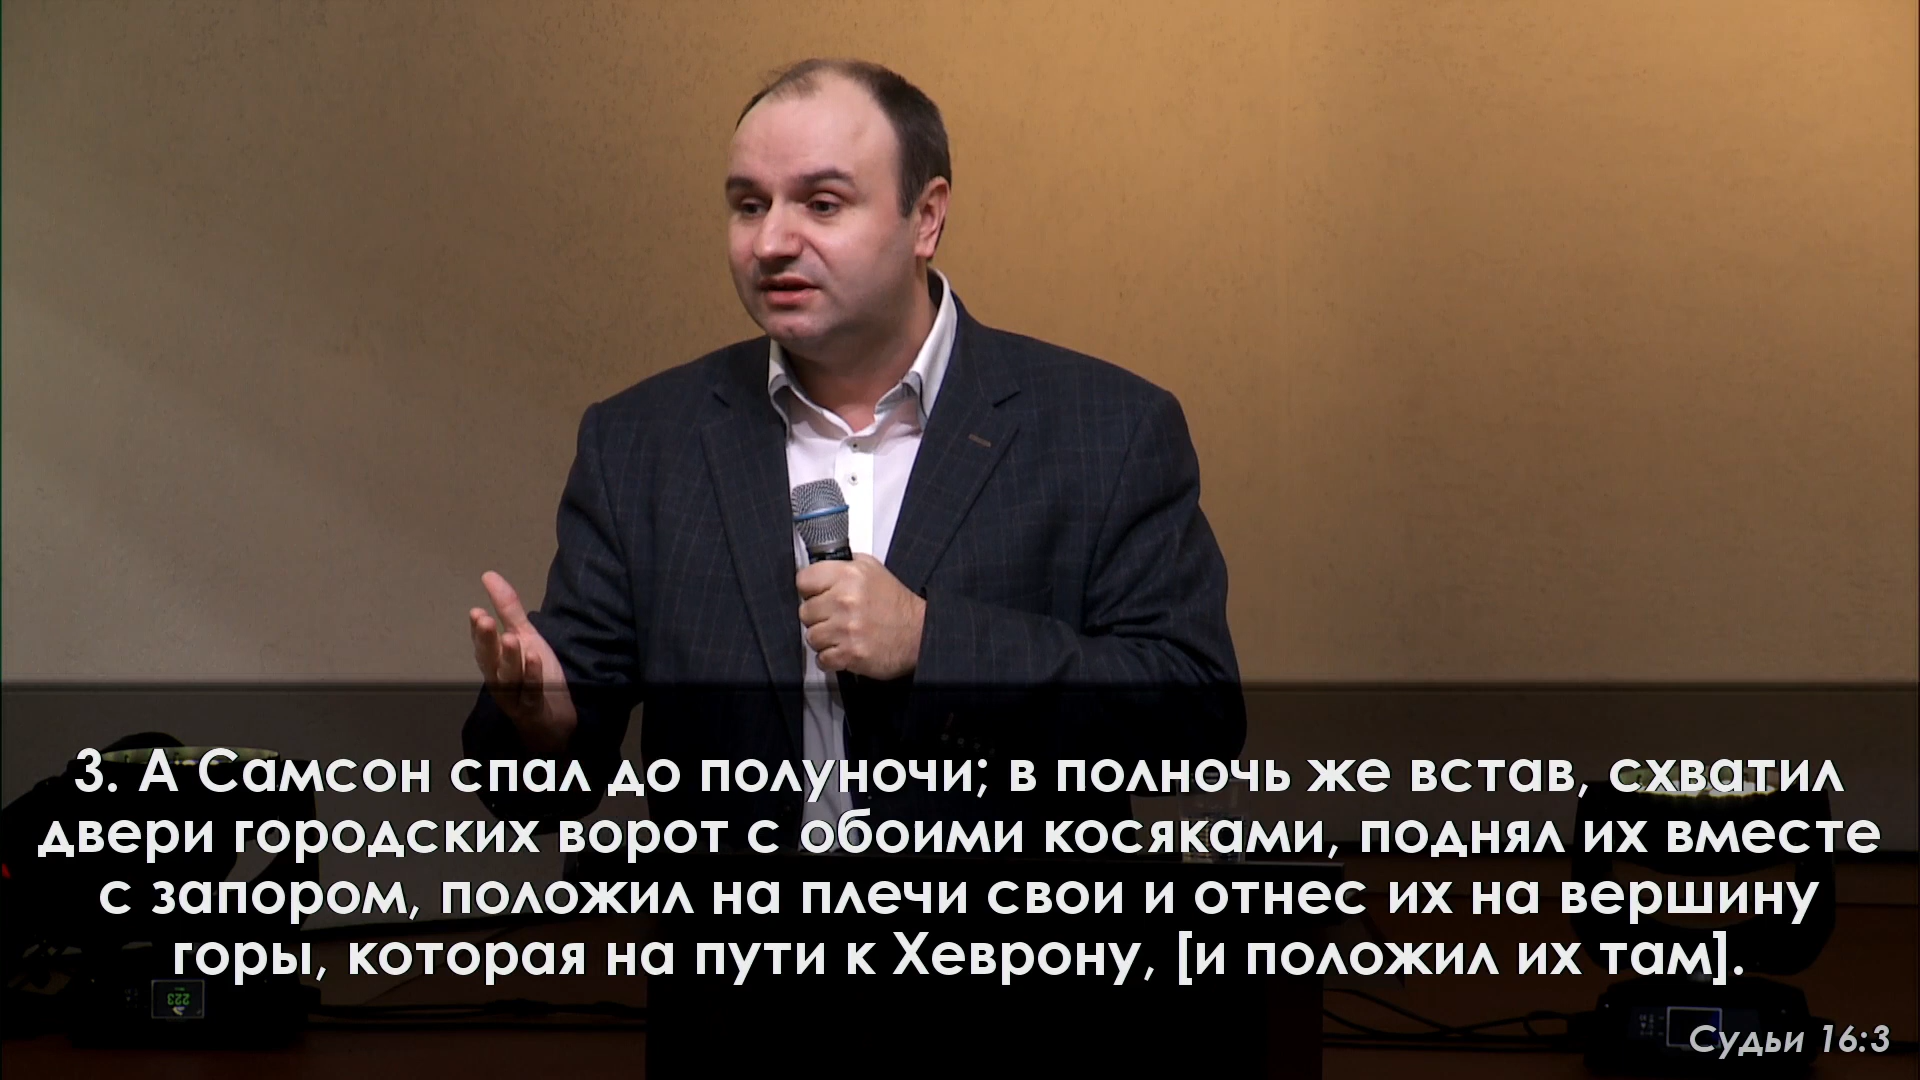 3. А Самсон спал до полуночи; в полночь же встав, схватил
двери городских ворот с обоими косяками, поднял их вместе
с запором, положил на плечи свои и отнес их на вершину
горы, которая на пути к Хеврону, [и положил их там].
223
Судьи 16:3